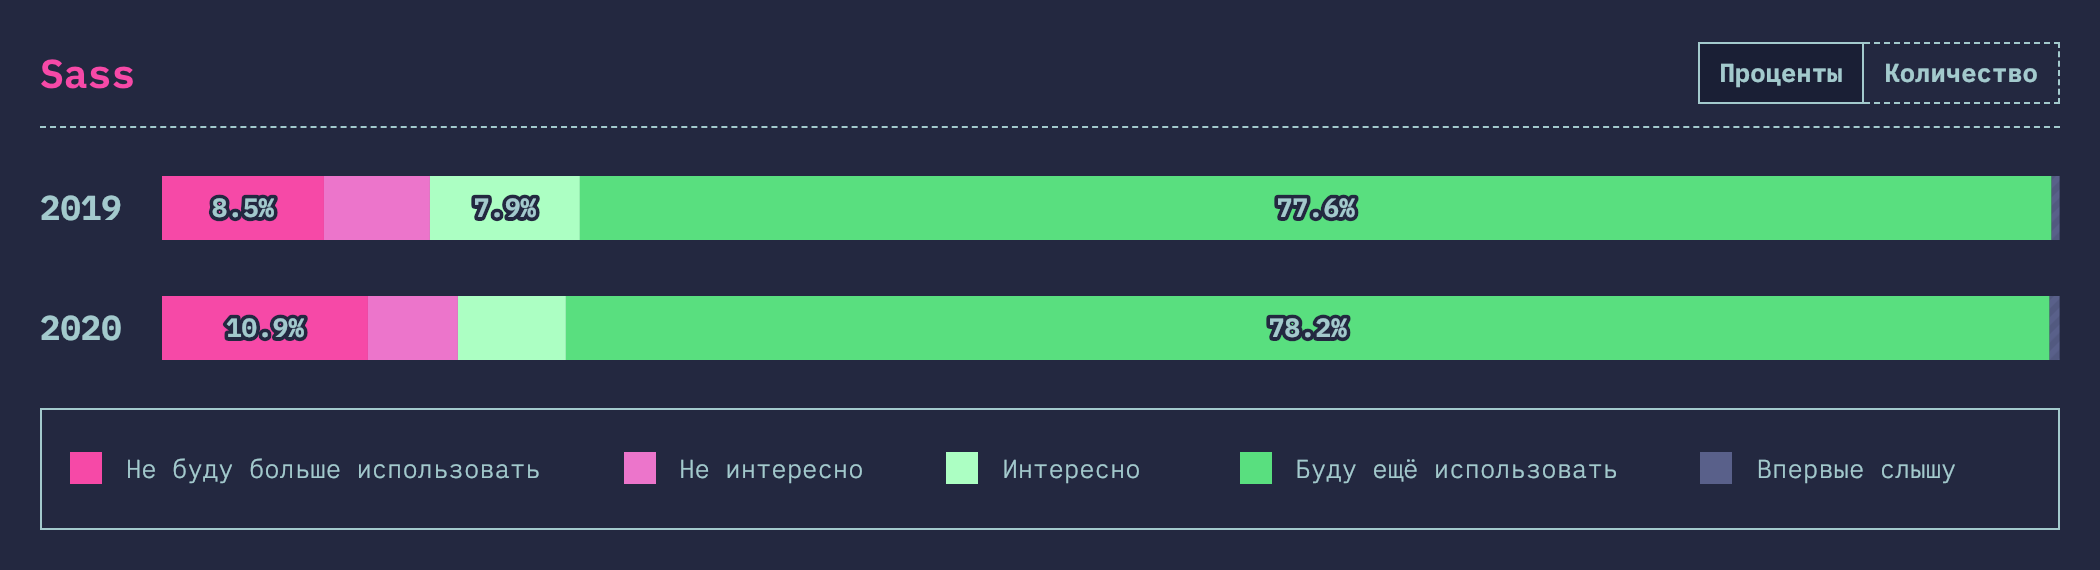 Sass
Проценты Количество
2019 8.5% 7.9% 77.6%
2020 10.9% 78.2%
Не буду больше использовать Не интересно Интересно Буду ещё использовать Впервые слышу